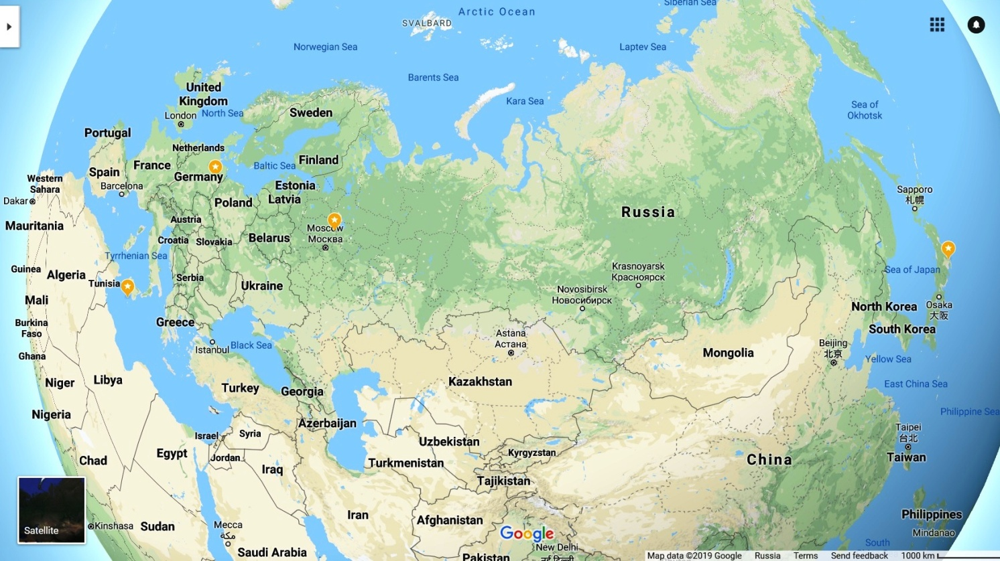 Arctic Ocean
Siberian Sea
SVALBARD
Norwegian Sea
Laptev Sea
Barents Sea
United
Kingdom
North Sea
Kara Sea
Sea of
Okhotsk
London
Sweden
Portugal
Netherlands
Spain
France
Baltic Sea
Finland
Western
Sahara
Barcelona
Germany
Estonia
Latvia
Dakar
Poland
Sapporo
札幌
Mauritania
Austria
Russia
Moscow
Москва
Croatia
Slovakia
Belarus
Tyrrhenian Sea
Guinea
Algeria
Tunisia
Serbia
Ukraine
Krasnoyarsk
Красноярск
Sea of Japan
Novosibirsk
Новосибирск
Mali
North Korea
Osaka
大阪
Burkina
Faso
Greece
South Korea
Astana
Астана
Beijing
北京
Ghana
Istanbul
Black Sea
Mongolia
Yellow Sea
Niger
Libya
Turkey
Georgia
Kazakhstan
East China Sea
Nigeria
Philippine Sea
Azerbaijan
Israel
Syria
Taipei
台北
Uzbekistan
Chad
Egypt
Jordan
Iraq
Turkmenistan
Kyrgyzstan
China
Taiwan
Tajikistan
Satellite
Kinshasa
Sudan
Mecca
مكة
Iran
Afghanistan
Google
Philippines
Mindanao
Saudi Arabia
Pakistan
New Delhi
South
Map data ©2019 Google Russia Terms Send feedback 1000 km